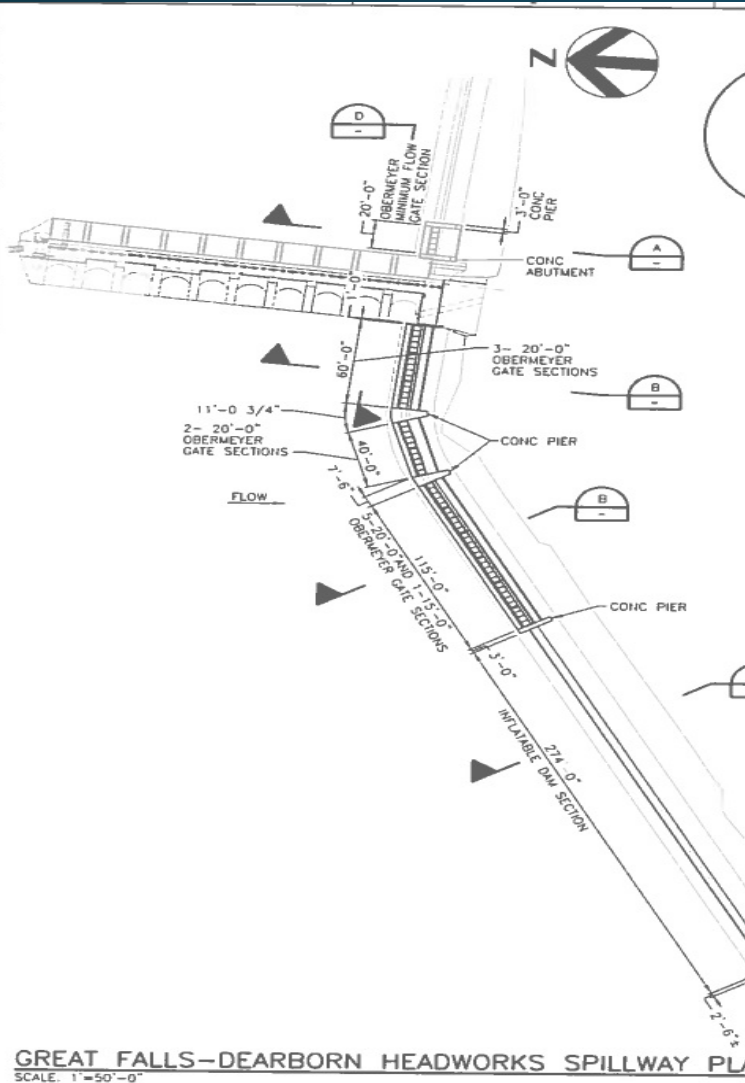 N
D
-
20'-0"
OBERMEYER
MINIMUM FLOW
GATE SECTION
3'-0"
CONC
PIER
CONC
ABUTMENT
A
-
60'-0"
3- 20'-0"
OBERMEYER
GATE SECTIONS
B
-
11'-0 3/4"
2- 20'-0"
OBERMEYER
GATE SECTIONS
40'-0"
CONC PIER
7'-6"
FLOW
B
-
115'-0"
5-20'-0"AND 1-15'-0"
OBERMEYER GATE SECTIONS
CONC PIER
3'-0"
274'-0"
INFLATABLE DAM SECTION
2'-6"±
GREAT FALLS-DEARBORN HEADWORKS SPILLWAY PLA
SCALE: 1"=50'-0"